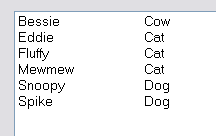 Bessie Cow
Eddie Cat
Fluffy Cat
Mewmew Cat
Snoopy Dog
Spike Dog